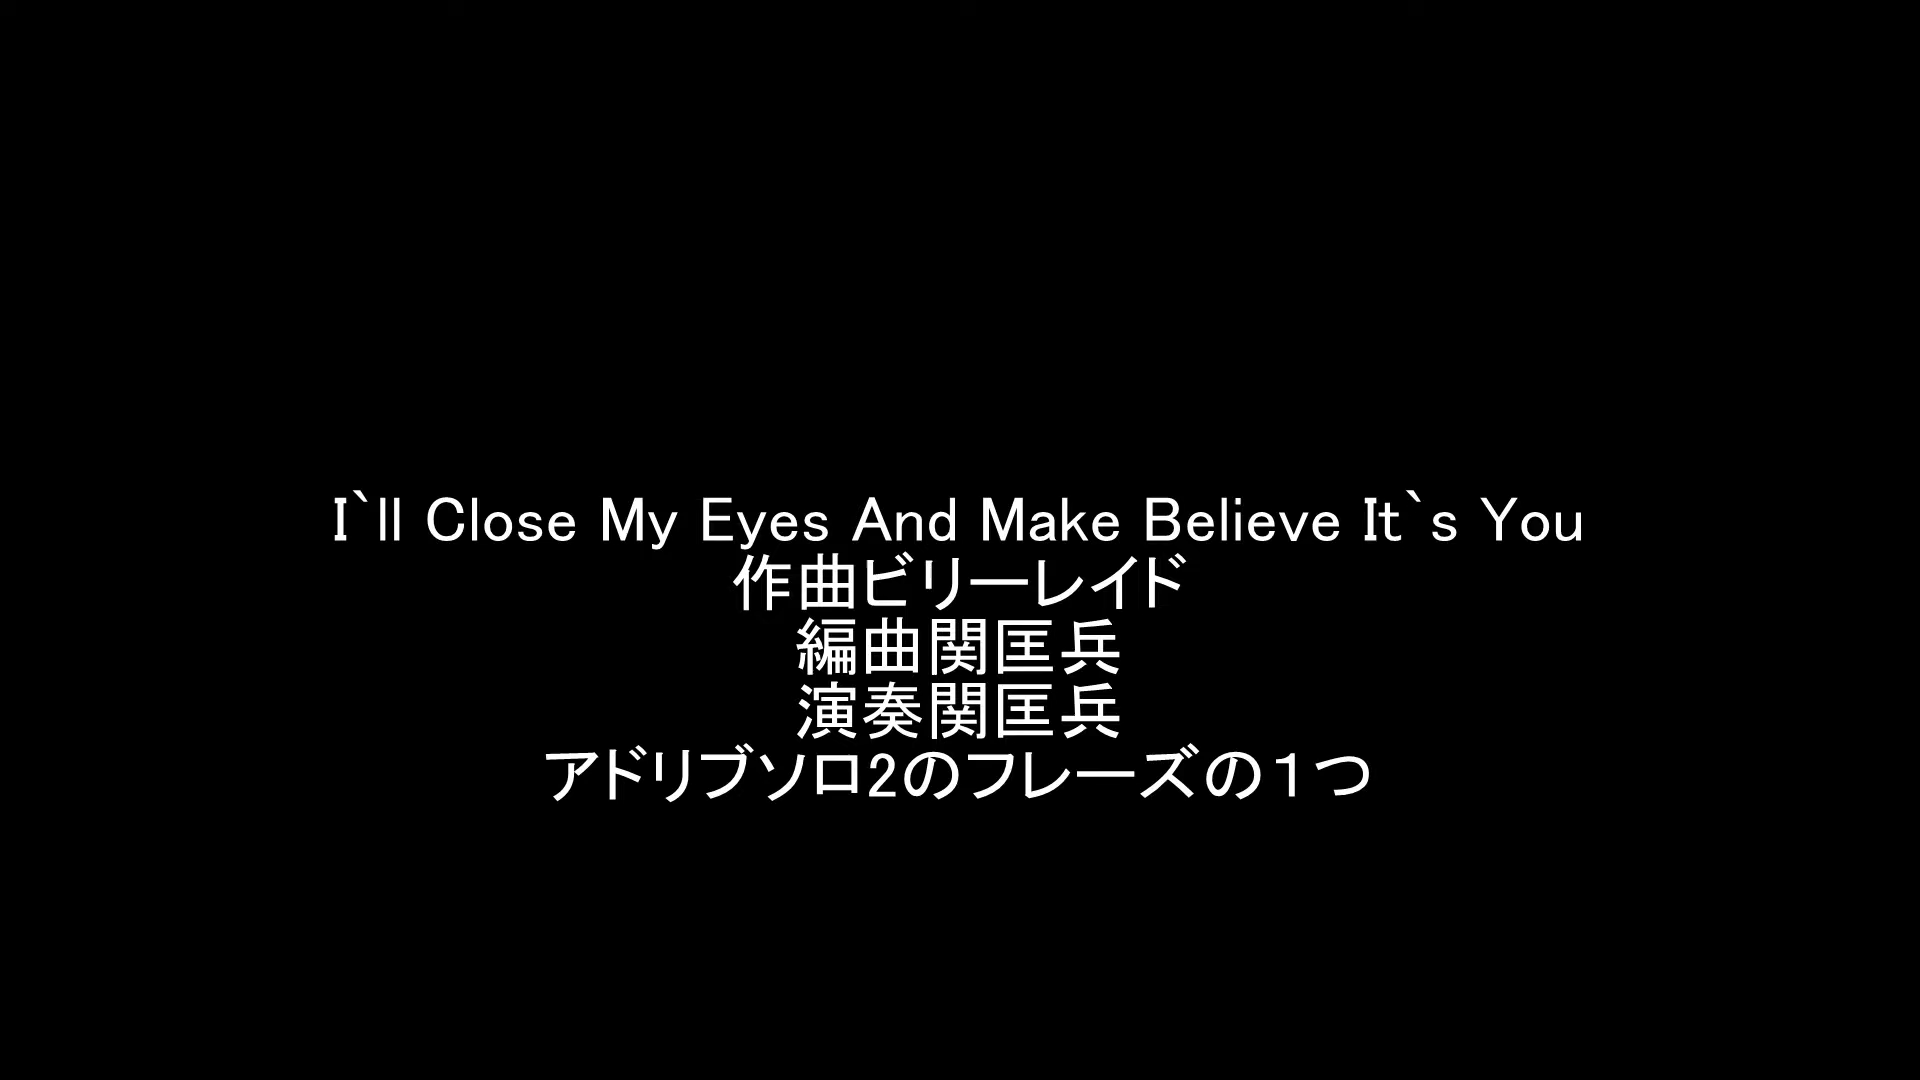 I`ll Close My Eyes And Make Believe It`s You
作曲ビリーレイド
編曲関匡兵
演奏関匡兵
アドリブソロ2のフレーズの１つ